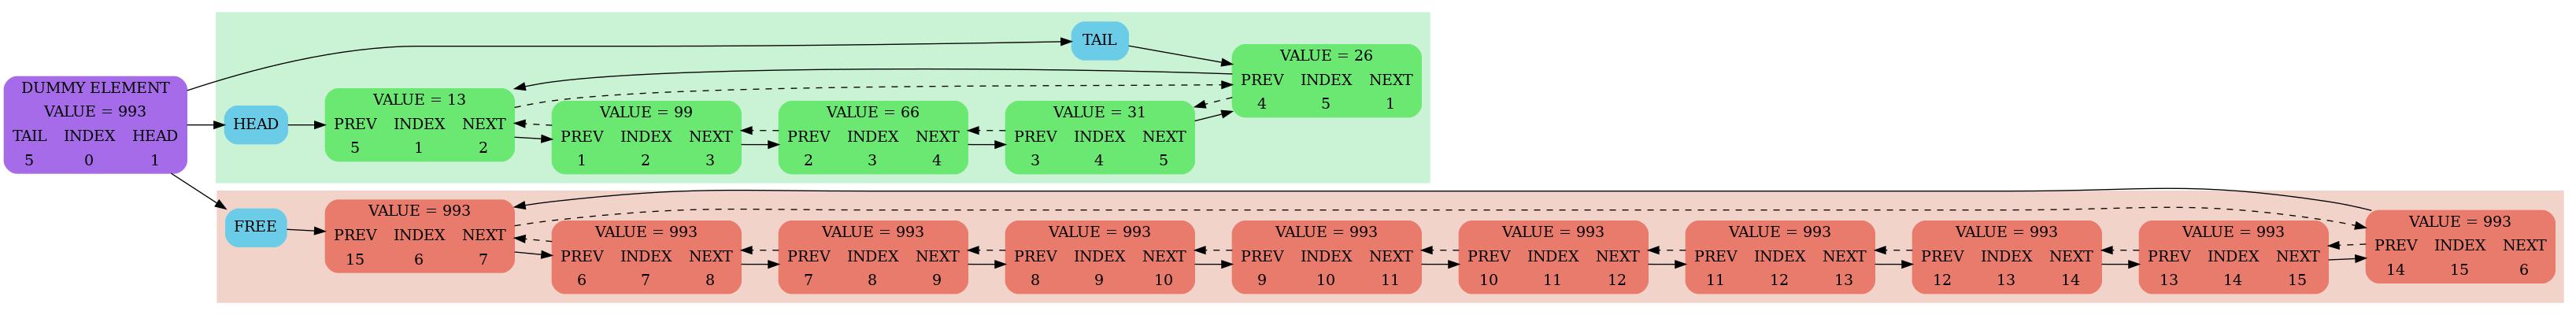 DUMMY ELEMENT
VALUE = 993
TAIL INDEX HEAD
5 0 1
HEAD
TAIL
VALUE = 13
PREV INDEX NEXT
5 1 2
VALUE = 99
PREV INDEX NEXT
1 2 3
VALUE = 66
PREV INDEX NEXT
2 3 4
VALUE = 31
PREV INDEX NEXT
3 4 5
VALUE = 26
PREV INDEX NEXT
4 5 1
FREE
VALUE = 993
PREV INDEX NEXT
15 6 7
VALUE = 993
PREV INDEX NEXT
6 7 8
VALUE = 993
PREV INDEX NEXT
7 8 9
VALUE = 993
PREV INDEX NEXT
8 9 10
VALUE = 993
PREV INDEX NEXT
9 10 11
VALUE = 993
PREV INDEX NEXT
10 11 12
VALUE = 993
PREV INDEX NEXT
11 12 13
VALUE = 993
PREV INDEX NEXT
12 13 14
VALUE = 993
PREV INDEX NEXT
13 14 15
VALUE = 993
PREV INDEX NEXT
14 15 6